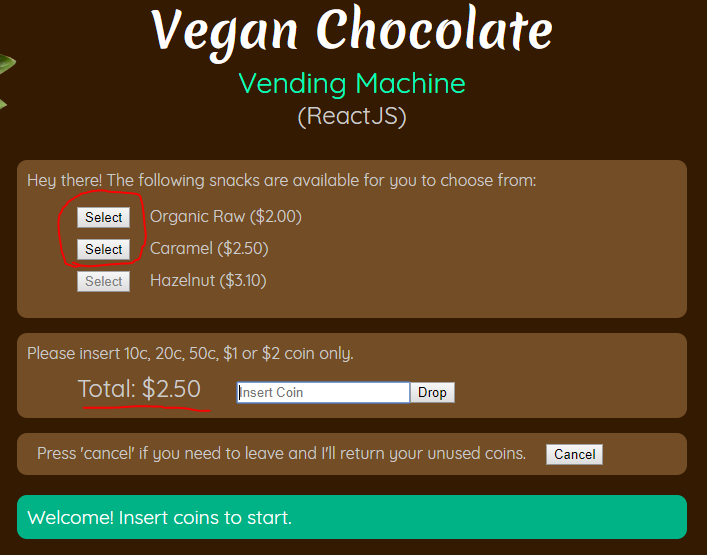 Vegan Chocolate
Vending Machine
(ReactJS)
Hey there! The following snacks are available for you to choose from:
Select Organic Raw ($2.00)
Select Caramel ($2.50)
Select Hazelnut ($3.10)
Please insert 10c, 20c, 50c, $1 or $2 coin only.
Total: $2.50 Insert Coin Drop
Press 'cancel' if you need to leave and I'll return your unused coins. Cancel
Welcome! Insert coins to start.